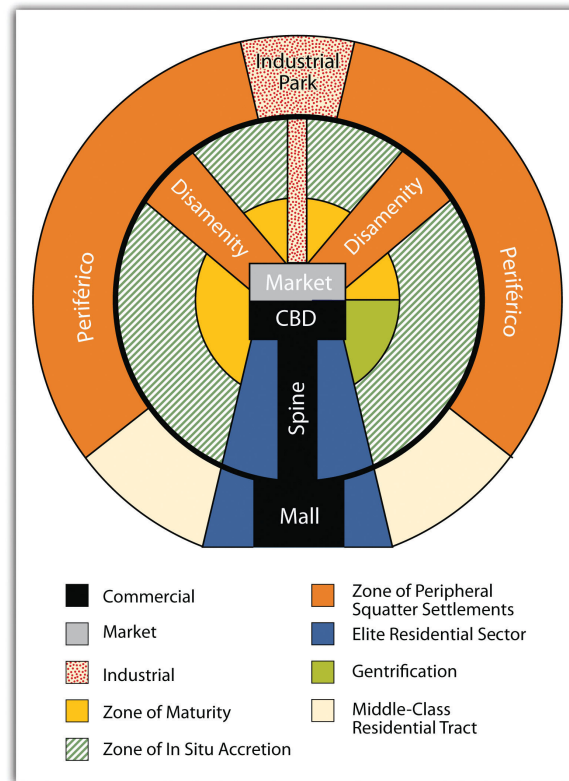 Industrial
Park
Disamenity
Disamenity
Periférico
Periférico
Market
CBD
Spine
Mall
Commercial
Market
Industrial
Zone of Maturity
Zone of In Situ Accretion
Zone of Peripheral
Squatter Settlements
Elite Residential Sector
Gentrification
Middle-Class
Residential Tract